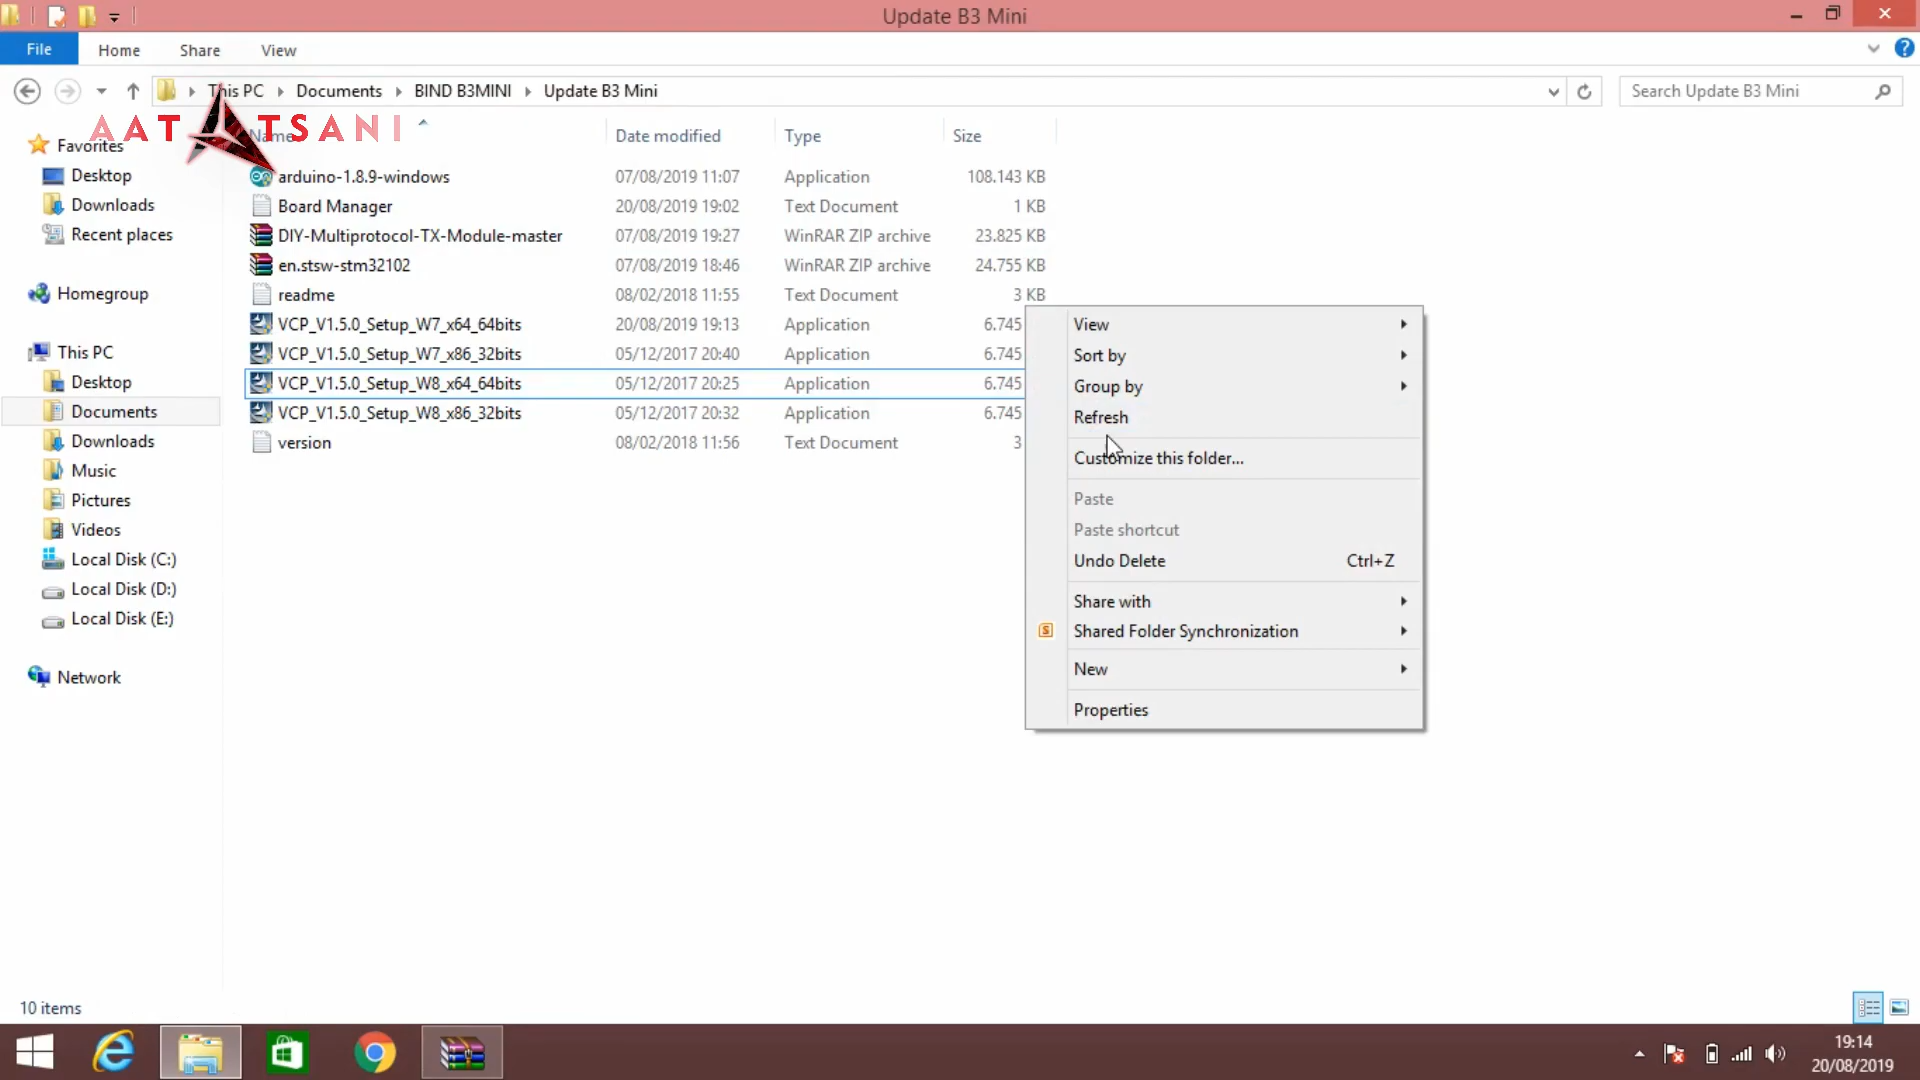 Update B3 Mini
File Home Share View
This PC Documents BIND B3MINI Update B3 Mini Search Update B3 Mini
AATATSANI
Favorites
Desktop
Downloads
Recent places
Homegroup
This PC
Desktop
Documents
Downloads
Music
Pictures
Videos
Local Disk (C:)
Local Disk (D:)
Local Disk (E:)
Network
Name Date modified Type Size
arduino-1.8.9-windows 07/08/2019 11:07 Application 108.143 KB
Board Manager 20/08/2019 19:02 Text Document 1 KB
DIY-Multiprotocol-TX-Module-master 07/08/2019 19:27 WinRAR ZIP archive 23.825 KB
en.stsw-stm32102 07/08/2019 18:46 WinRAR ZIP archive 24.755 KB
readme 08/02/2018 11:55 Text Document 3 KB
VCP_V1.5.0_Setup_W7_x64_64bits 20/08/2019 19:13 Application 6.745
VCP_V1.5.0_Setup_W7_x86_32bits 05/12/2017 20:40 Application 6.745
VCP_V1.5.0_Setup_W8_x64_64bits 05/12/2017 20:25 Application 6.745
VCP_V1.5.0_Setup_W8_x86_32bits 05/12/2017 20:32 Application 6.745
version 08/02/2018 11:56 Text Document 3
View
Sort by
Group by
Refresh
Customize this folder...
Paste
Paste shortcut
Undo Delete Ctrl+Z
Share with
Shared Folder Synchronization
New
Properties
10 items
19:14
20/08/2019